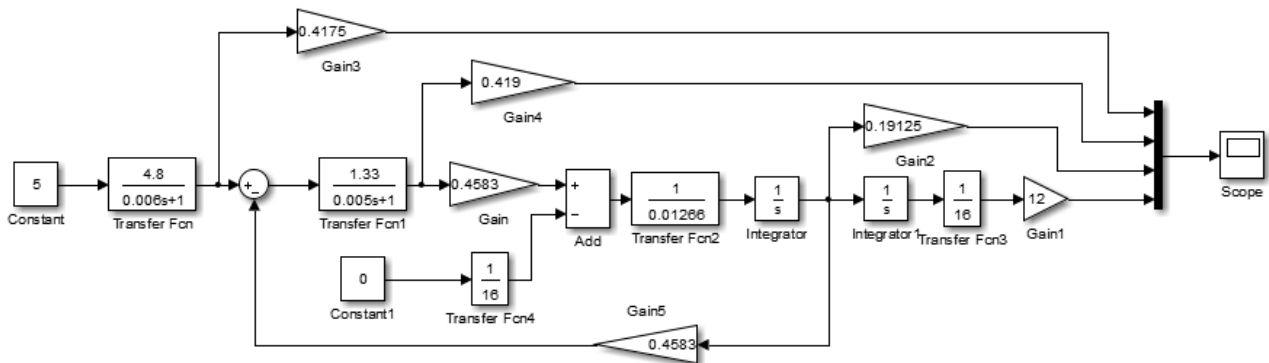 0.4175
Gain3
0.419
Gain4
0.19125
Gain2
Scope
5
Constant
4.8
0.006s+1
Transfer Fcn
+
−
1.33
0.005s+1
Transfer Fcn1
0.4583
Gain
+
−
Add
1
0.01266
Transfer Fcn2
1
s
Integrator
1
s
Integrator1
1
16
Transfer Fcn3
12
Gain1
0
Constant1
1
16
Transfer Fcn4
Gain5
0.4583